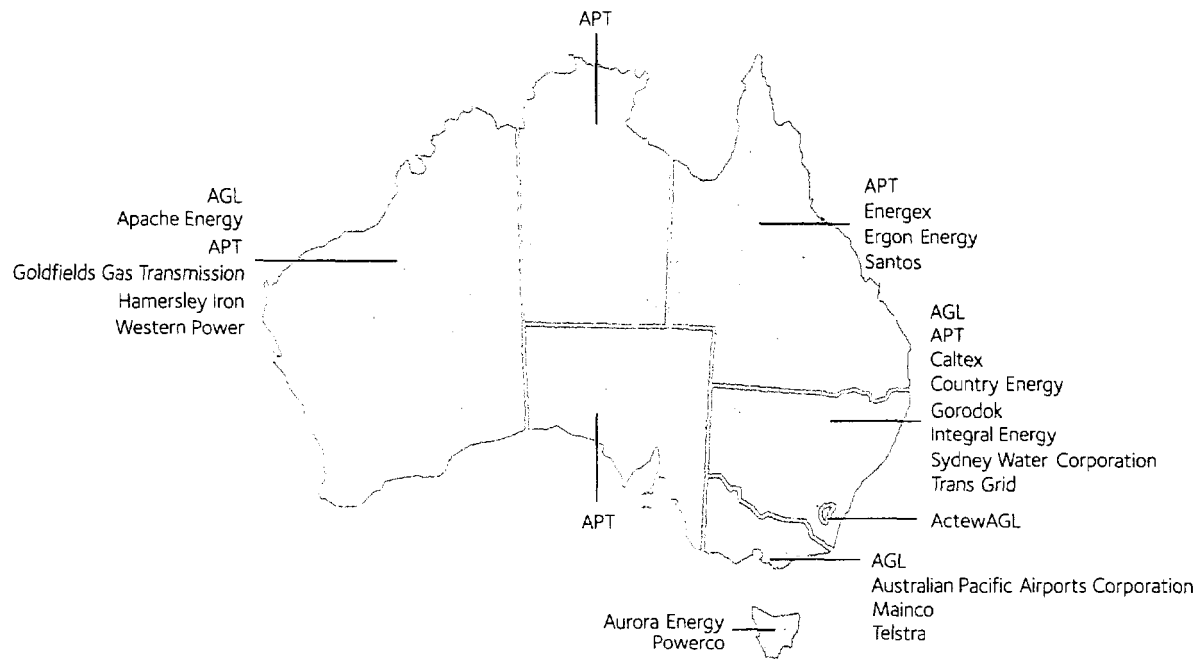 APT
AGL
Apache Energy
APT
Goldfields Gas Transmission
Hamersley Iron
Western Power
APT
Energex
Ergon Energy
Santos
AGL
APT
Caltex
Country Energy
Gorodok
Integral Energy
Sydney Water Corporation
Trans Grid
APT
ActewAGL
AGL
Australian Pacific Airports Corporation
Mainco
Telstra
Aurora Energy
Powerco